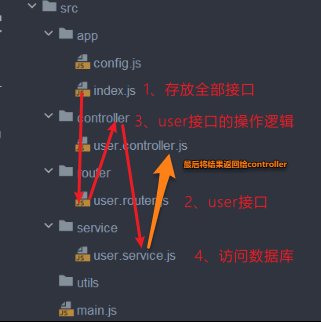 src
app
config.js
index.js
1、存放全部接口
controller
3、user接口的操作逻辑
user.controller.js
然后将结果返回给controller
router
user.router.js
2、user接口
service
user.service.js
4、访问数据库
utils
main.js